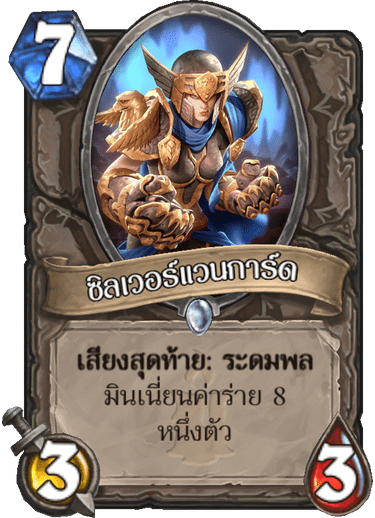 7
ซิลเวอร์แวนการ์ด
เสียงสุดท้าย: ระดมพล
มินเนี่ยนค่าร่าย 8
หนึ่งตัว
3
3